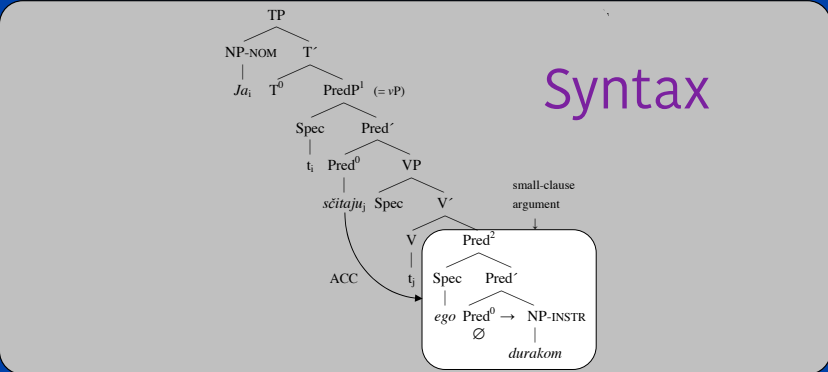 TP
NP-NOM T´
Syntax
Jaᵢ T⁰ PredP¹ (= vP)
Spec Pred´
tᵢ Pred⁰ VP
sčitajuⱼ Spec V´
small-clause
argument
↓
V Pred²
ACC tⱼ Spec Pred´
ego Pred⁰ → NP-INSTR
∅
durakom